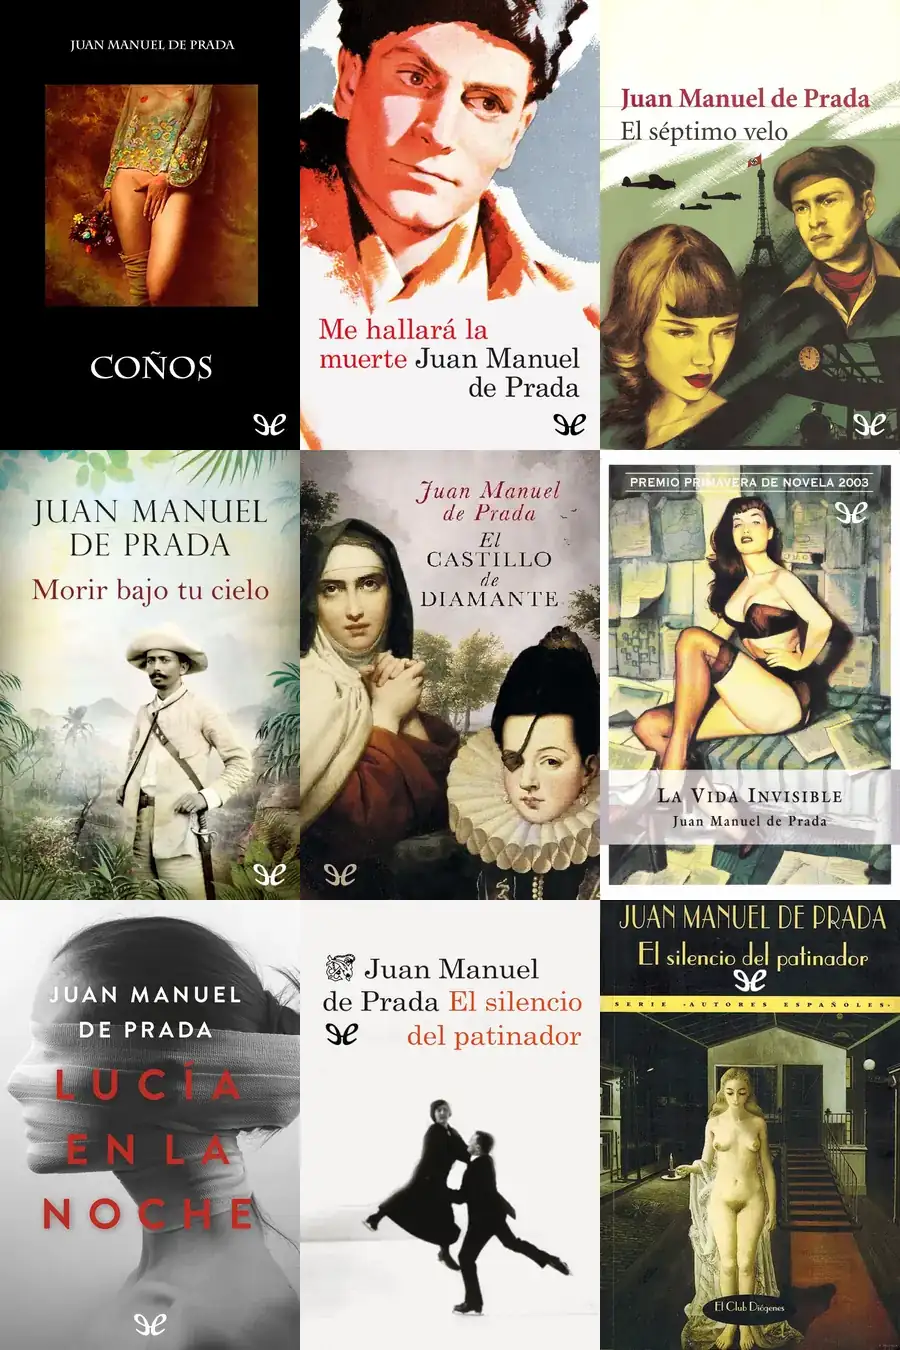 JUAN MANUEL DE PRADA
COÑOS
Me hallará la
muerte Juan Manuel
de Prada
Juan Manuel de Prada
El séptimo velo
JUAN MANUEL
DE PRADA
Morir bajo tu cielo
Juan Manuel
de Prada
El
CASTILLO
de
DIAMANTE
PREMIO PRIMAVERA DE NOVELA 2003
LA VIDA INVISIBLE
Juan Manuel de Prada
JUAN MANUEL
DE PRADA
LUCÍA
EN LA
NOCHE
Juan Manuel
de Prada El silencio
del patinador
JUAN MANUEL DE PRADA
El silencio del patinador
SERIE ·AUTORES ESPAÑOLES·
El Club Diógenes